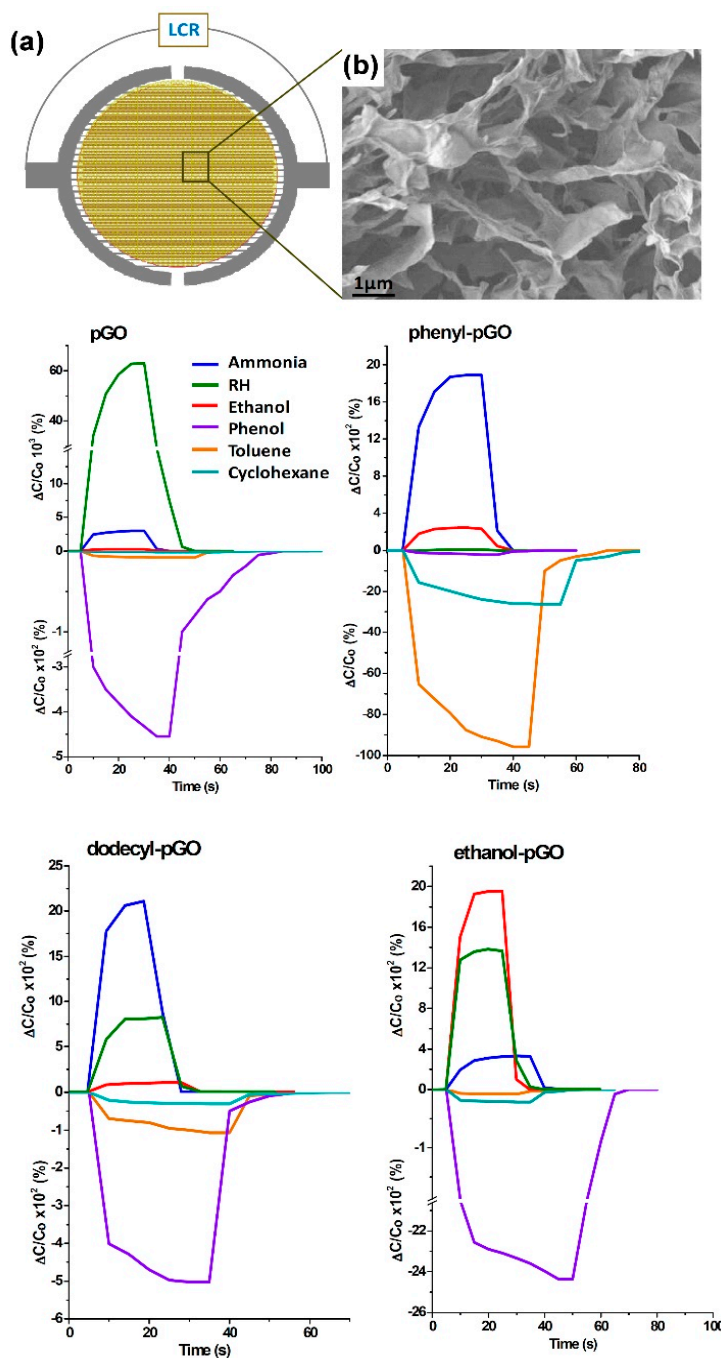 (a)
LCR
(b)
1µm
pGO
Ammonia
RH
Ethanol
Phenol
Toluene
Cyclohexane
60
40
10
5
0
-1
-3
-4
-5
ΔC/Co 10³ (%)
ΔC/Co x10² (%)
0 20 40 60 80 100
Time (s)
phenyl-pGO
20
16
12
8
4
0
-20
-40
-60
-80
-100
ΔC/Co x10² (%)
ΔC/Co (%)
0 20 40 60 80
Time (s)
dodecyl-pGO
25
20
15
10
5
0
-1
-2
-3
-4
-5
-6
ΔC/Co x10² (%)
ΔC/Co x10² (%)
0 20 40 60
Time (s)
ethanol-pGO
20
16
12
8
4
0
-1
-22
-24
-26
ΔC/Co x10² (%)
ΔC/Co x10² (%)
0 20 40 60 80 100
Time (s)